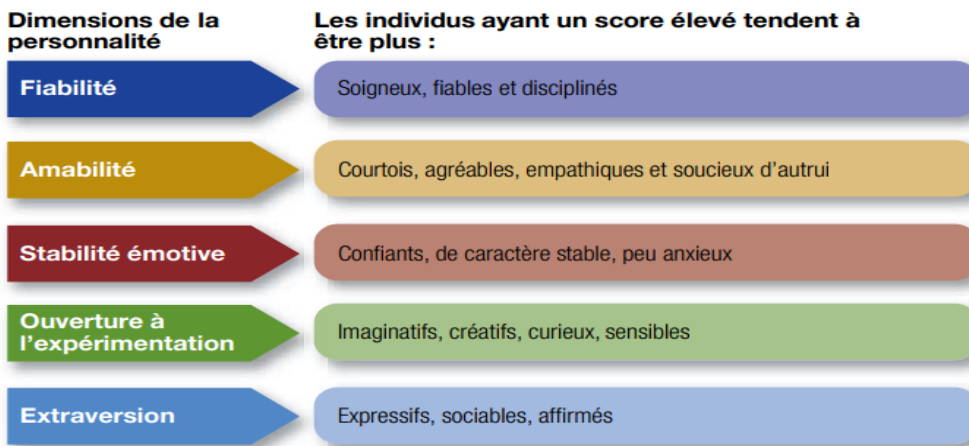 Dimensions de la
personnalité
Les individus ayant un score élevé tendent à
être plus :
Fiabilité
Soigneux, fiables et disciplinés
Amabilité
Courtois, agréables, empathiques et soucieux d'autrui
Stabilité émotive
Confiants, de caractère stable, peu anxieux
Ouverture à
l'expérimentation
Imaginatifs, créatifs, curieux, sensibles
Extraversion
Expressifs, sociables, affirmés